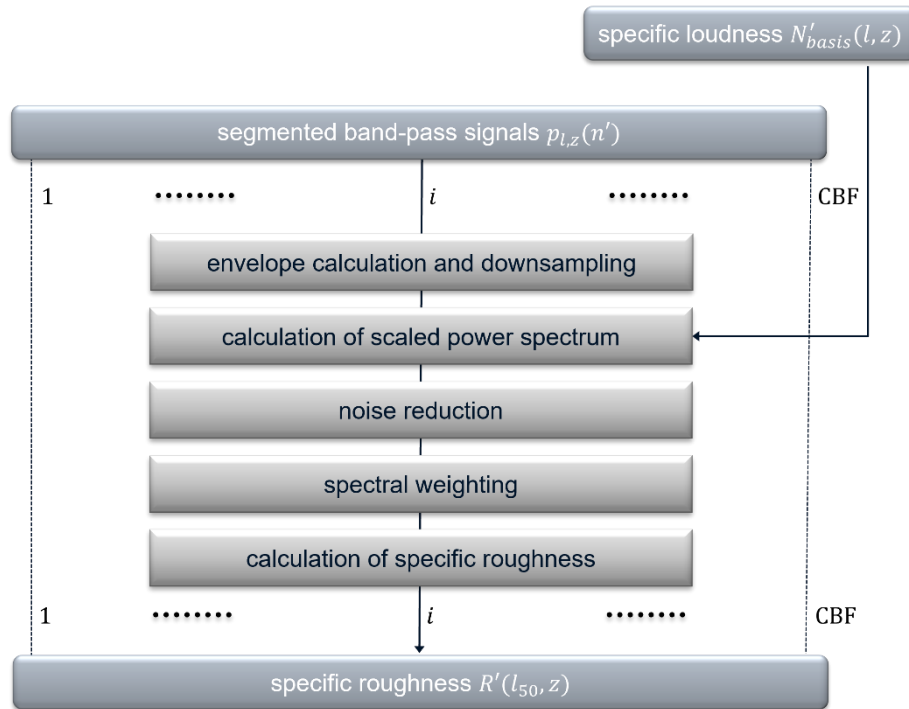 specific loudness N′basis(l, z)
segmented band-pass signals pl,z(n′)
1 ........ i ........ CBF
envelope calculation and downsampling
calculation of scaled power spectrum
noise reduction
spectral weighting
calculation of specific roughness
1 ........ i ........ CBF
specific roughness R′(l50, z)